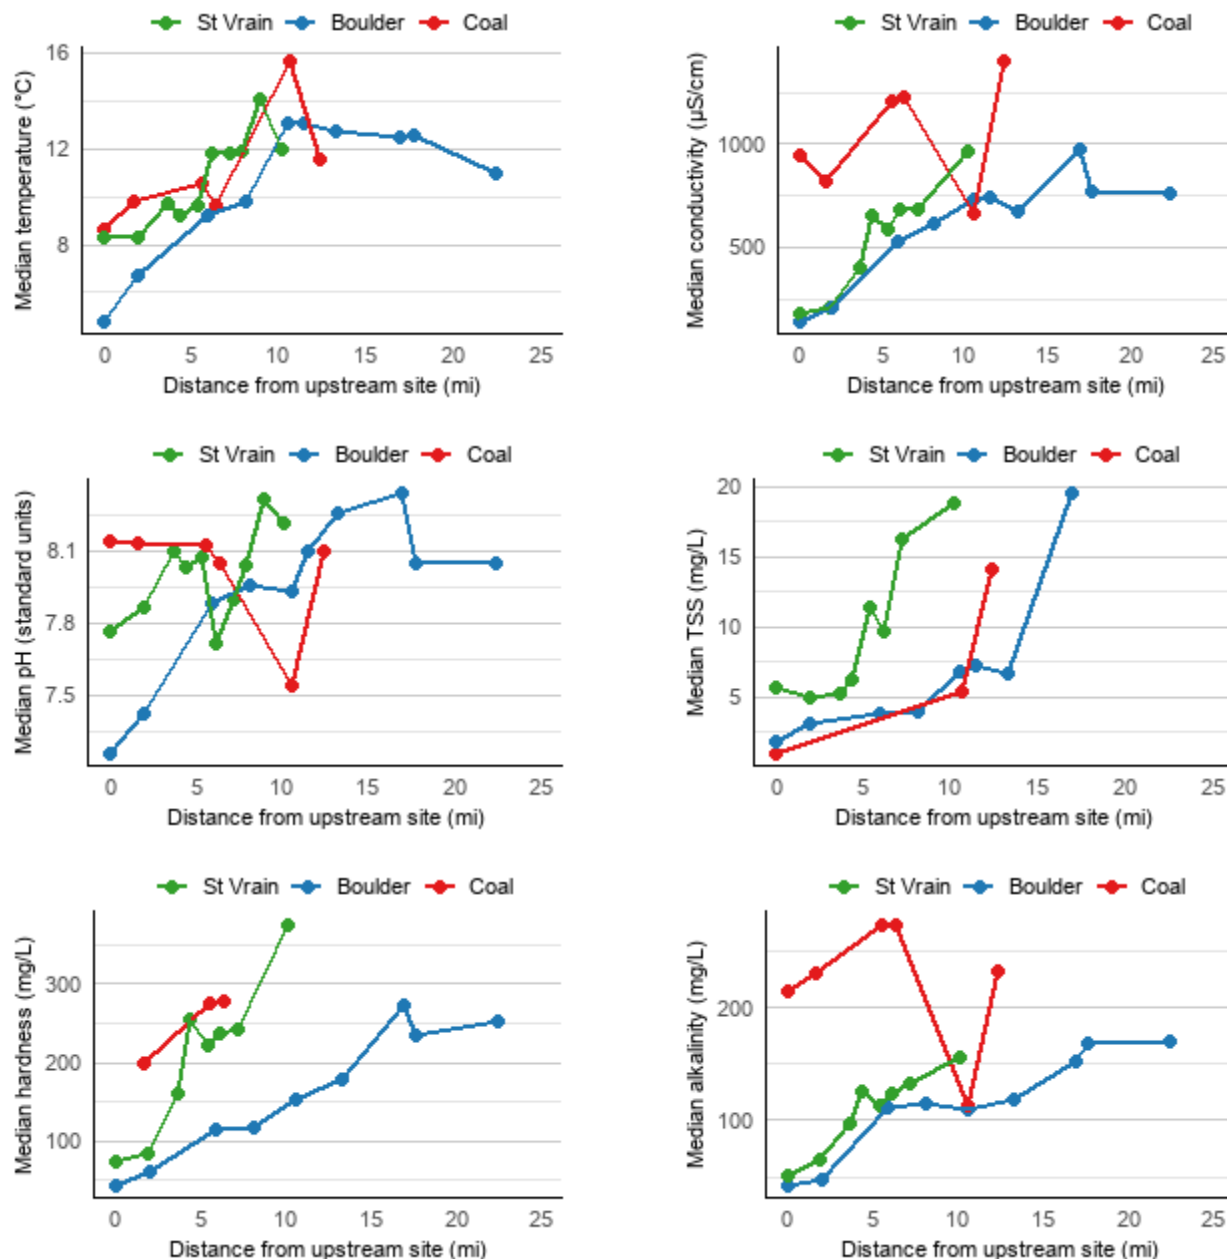 St Vrain Boulder Coal
Median temperature (°C)
16
12
8
0 5 10 15 20 25
Distance from upstream site (mi)
St Vrain Boulder Coal
Median conductivity (µS/cm)
1000
500
0 5 10 15 20 25
Distance from upstream site (mi)
St Vrain Boulder Coal
Median pH (standard units)
8.1
7.8
7.5
0 5 10 15 20 25
Distance from upstream site (mi)
St Vrain Boulder Coal
Median TSS (mg/L)
20
15
10
5
0 5 10 15 20 25
Distance from upstream site (mi)
St Vrain Boulder Coal
Median hardness (mg/L)
300
200
100
0 5 10 15 20 25
Distance from upstream site (mi)
St Vrain Boulder Coal
Median alkalinity (mg/L)
200
100
0 5 10 15 20 25
Distance from upstream site (mi)